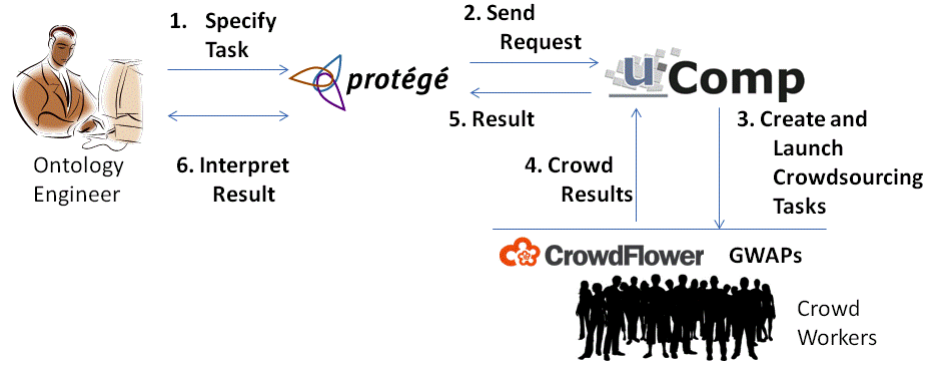 1. Specify
Task
2. Send
Request
protégé
uComp
5. Result
3. Create and
Launch
Crowdsourcing
Tasks
Ontology
Engineer
6. Interpret
Result
4. Crowd
Results
CrowdFlower
GWAPs
Crowd
Workers